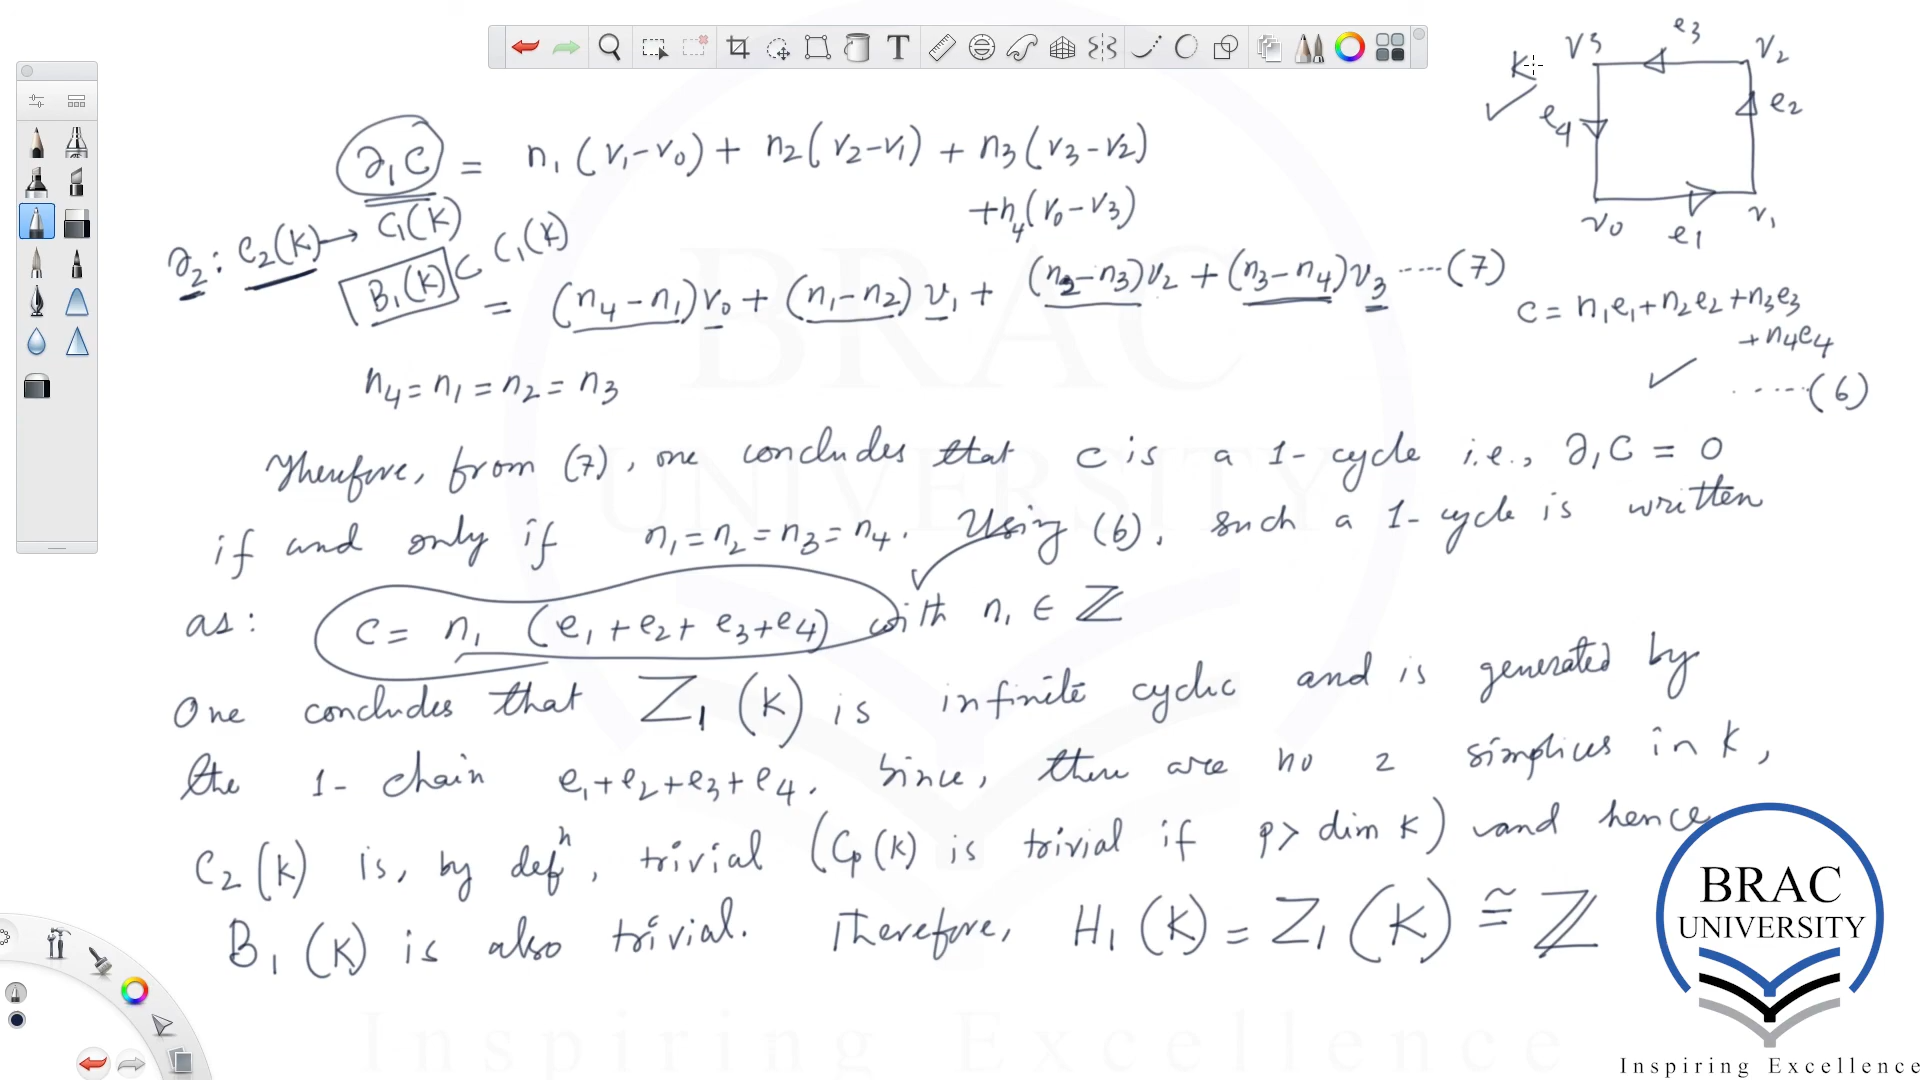 K
v3 e3 v2
e4 e2
v0 e1 v1
∂₁C = n₁(v₁-v₀) + n₂(v₂-v₁) + n₃(v₃-v₂)
+n₄(v₀-v₃)
∂₂ : C₂(K) → C₁(K)
B₁(K) ⊂ C₁(K)
= (n₄-n₁)v₀ + (n₁-n₂)v₁ + (n₂-n₃)v₂ + (n₃-n₄)v₃ ·····(7)
c = n₁e₁+n₂e₂+n₃e₃
+n₄e₄
·····(6)
n₄ = n₁ = n₂ = n₃
Therefore, from (7), one concludes that c is a 1- cycle i.e., ∂₁C = 0
if and only if n₁ = n₂ = n₃ = n₄. Using (6), such a 1- cycle is written
as: c = n₁ (e₁+e₂+e₃+e₄) with n₁ ∈ ℤ
One concludes that Z₁(K) is infinite cyclic and is generated by
the 1- chain e₁+e₂+e₃+e₄. Since, there are no 2 simplices in K,
C₂(K) is, by defⁿ, trivial (Cₚ(K) is trivial if p > dim K) and hence
B₁(K) is also trivial. Therefore, H₁(K) = Z₁(K) ≅ ℤ
BRAC
UNIVERSITY
Inspiring Excellence
BRAC
UNIVERSITY
Inspiring Excellence